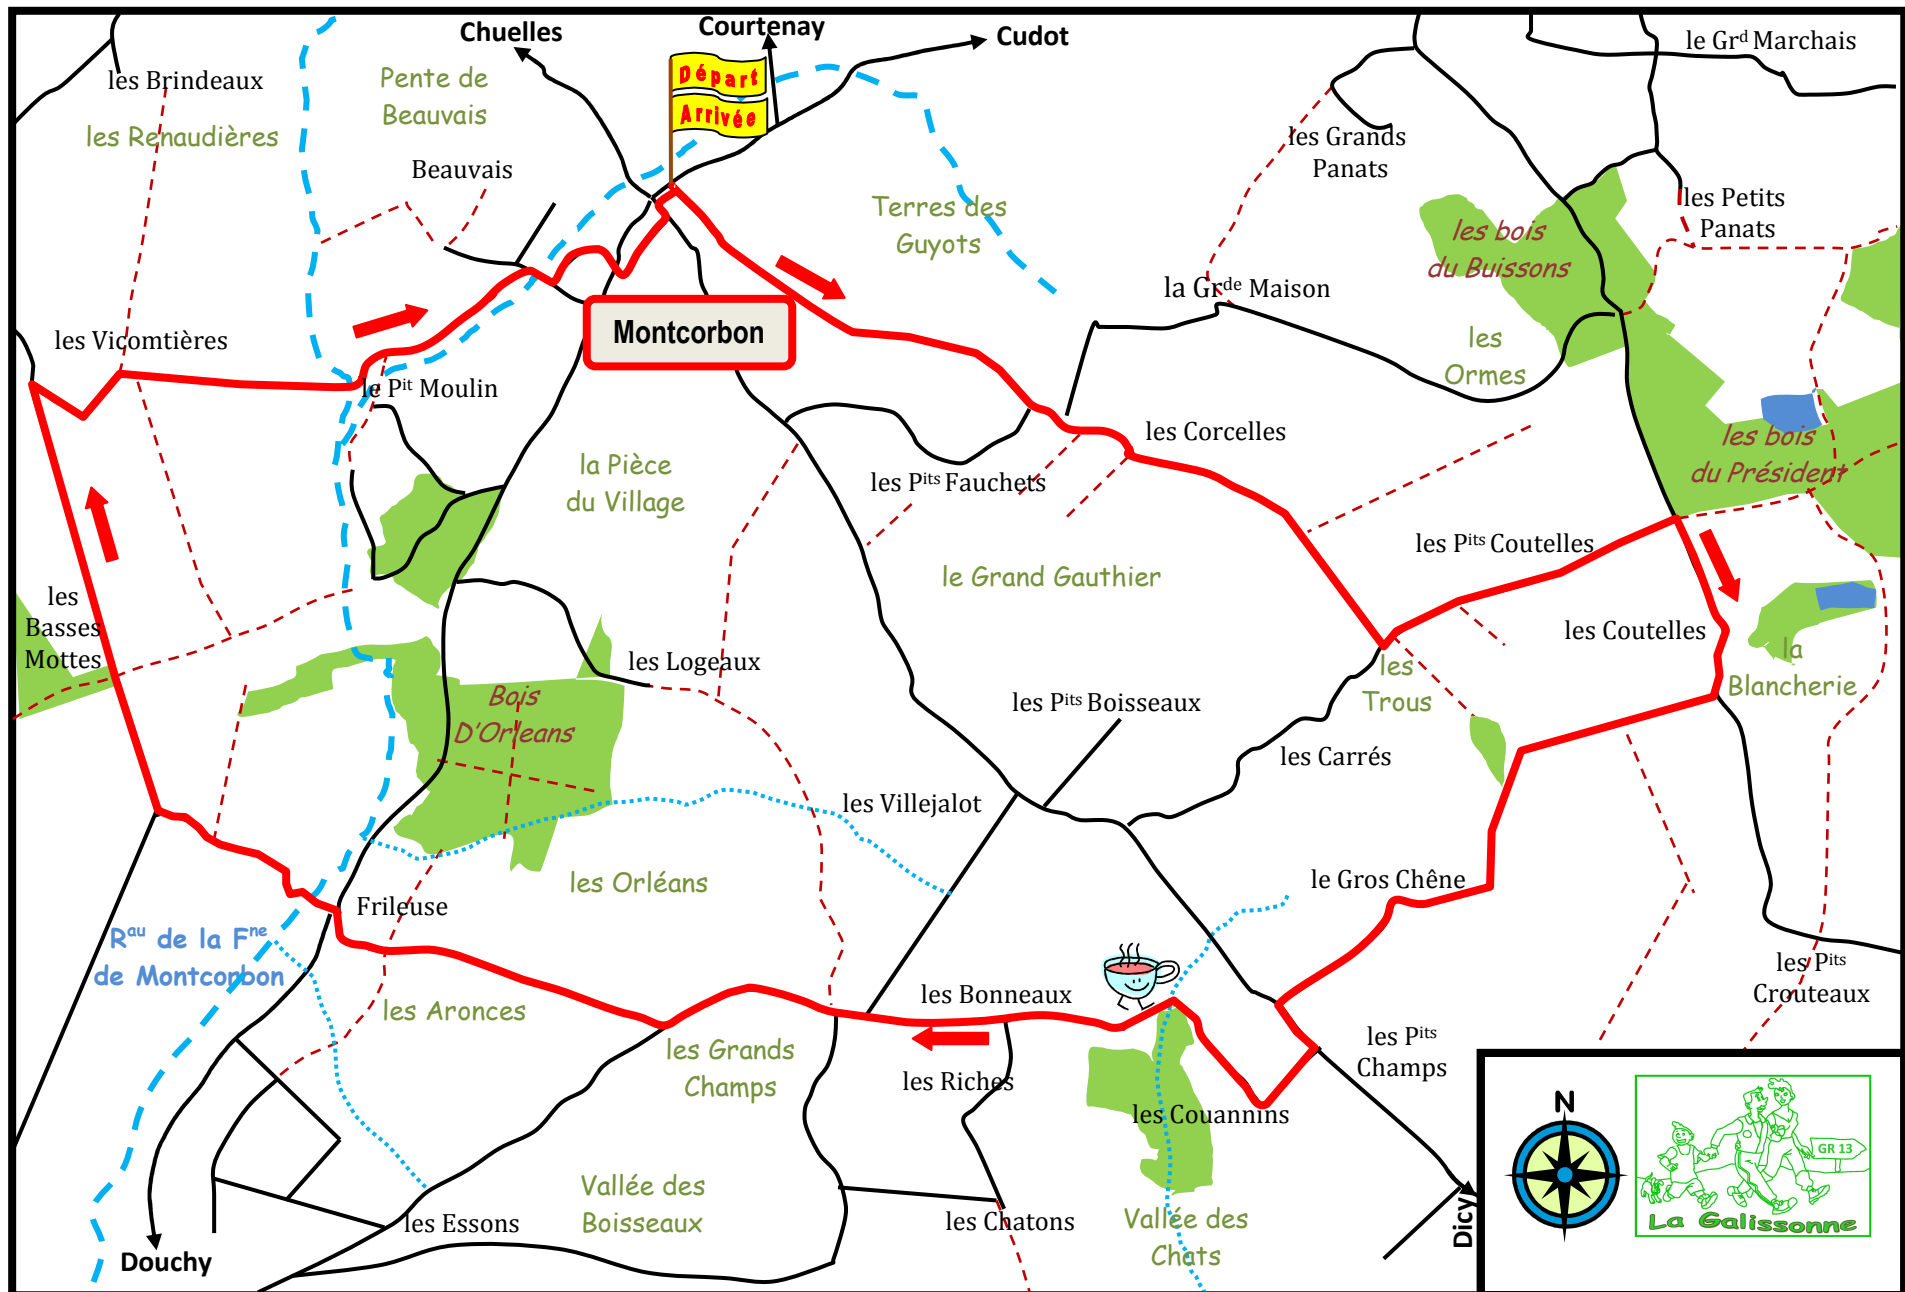 Chuelles
Courtenay
Cudot
le Grd Marchais
les Brindeaux
Pente de
Beauvais
Départ
Arrivée
les Renaudières
les Grands
Panats
Beauvais
Terres des
Guyots
les Petits
Panats
les bois
du Buissons
la Grde Maison
les Vicomtières
Montcorbon
les
Ormes
le Pit Moulin
les Corcelles
les bois
du Président
la Pièce
du Village
les Pits Fauchets
les Pits Coutelles
le Grand Gauthier
les
Basses
Mottes
les Coutelles
les Logeaux
les
Trous
la
Blancherie
Bois
D'Orleans
les Pits Boisseaux
les Carrés
les Villejalot
les Orléans
le Gros Chêne
Frileuse
Rau de la Fne
de Montcorbon
les Pits
Crouteaux
les Bonneaux
les Aronces
les Grands
Champs
les Pits
Champs
les Riches
les Couannins
N
GR 13
La Galissonne
Vallée des
Boisseaux
les Essons
les Chatons
Vallée des
Chats
Dicy
Douchy